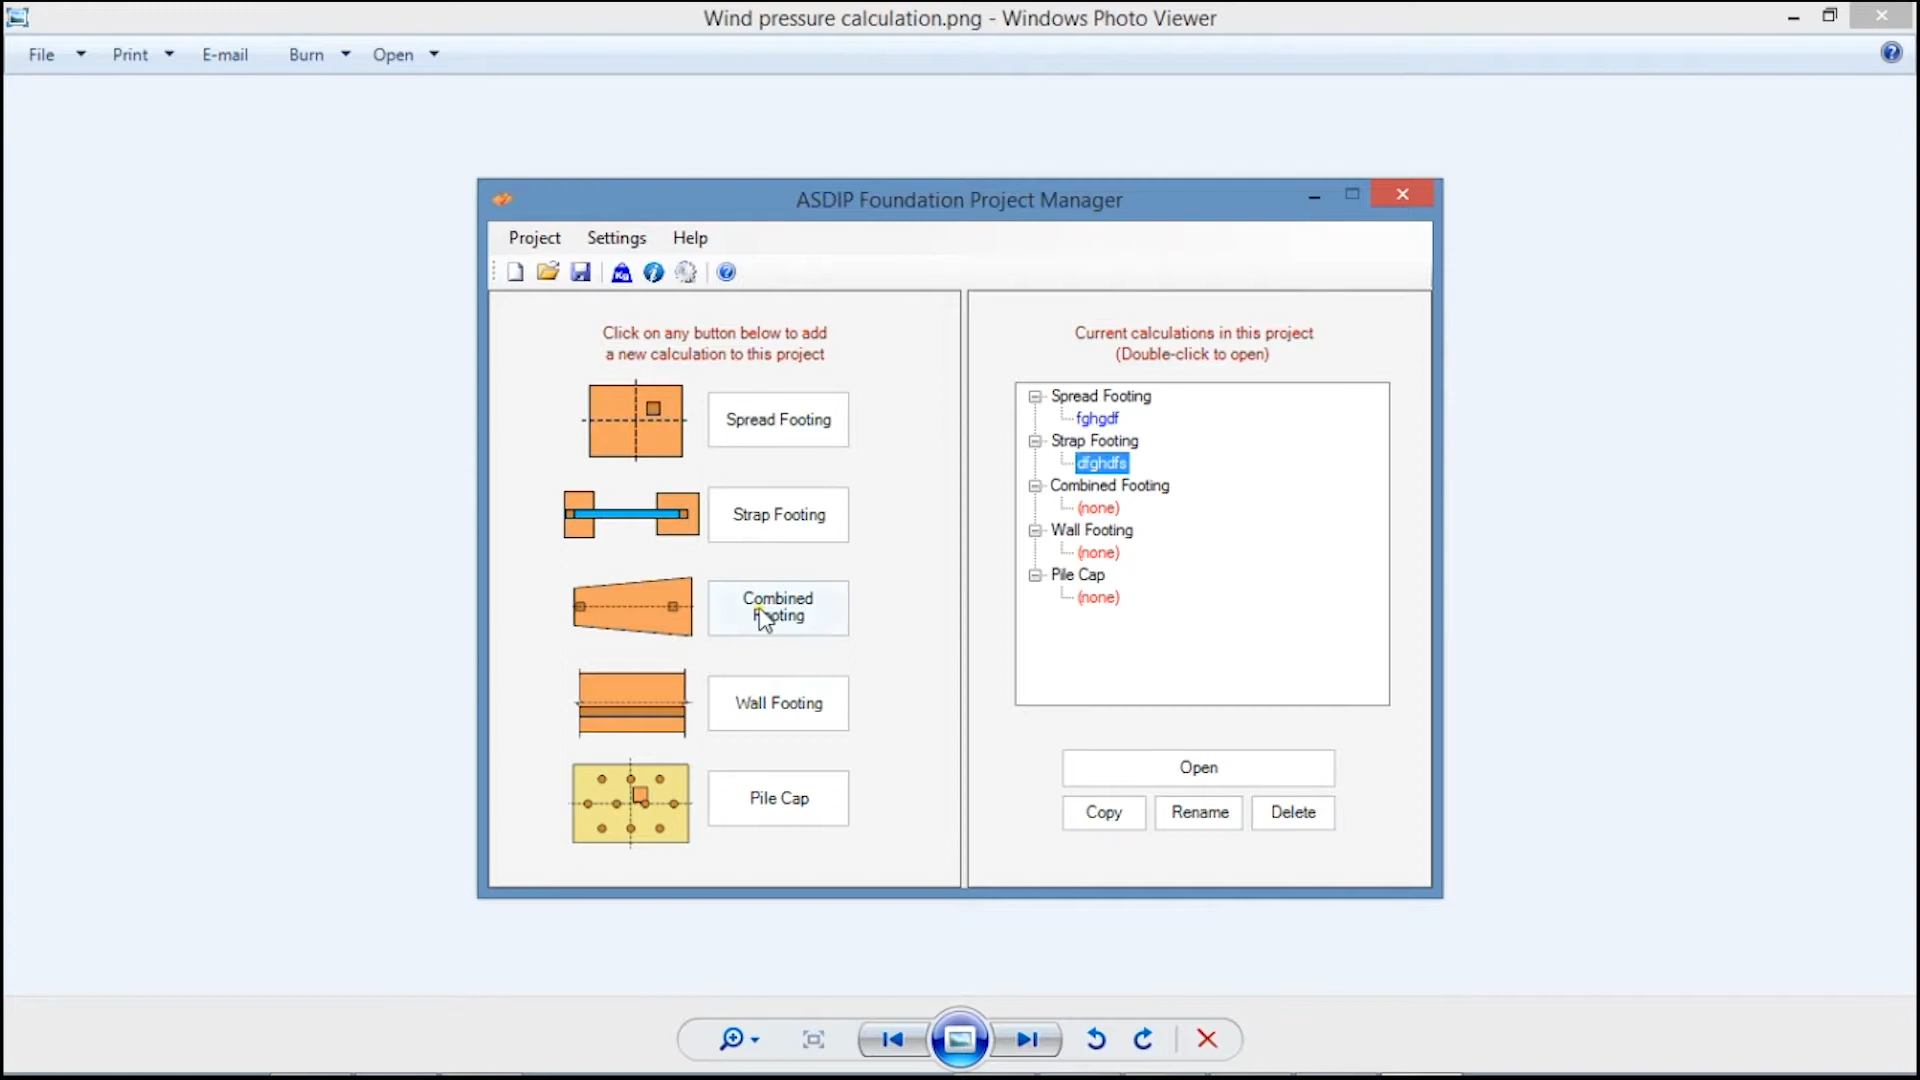 Wind pressure calculation.png - Windows Photo Viewer
File Print E-mail Burn Open
ASDIP Foundation Project Manager
Project Settings Help
Kg
Click on any button below to add
a new calculation to this project
Spread Footing
Strap Footing
Combined
Footing
Wall Footing
Pile Cap
Current calculations in this project
(Double-click to open)
Spread Footing
fghgdf
Strap Footing
dfghdfs
Combined Footing
(none)
Wall Footing
(none)
Pile Cap
(none)
Open
Copy Rename Delete